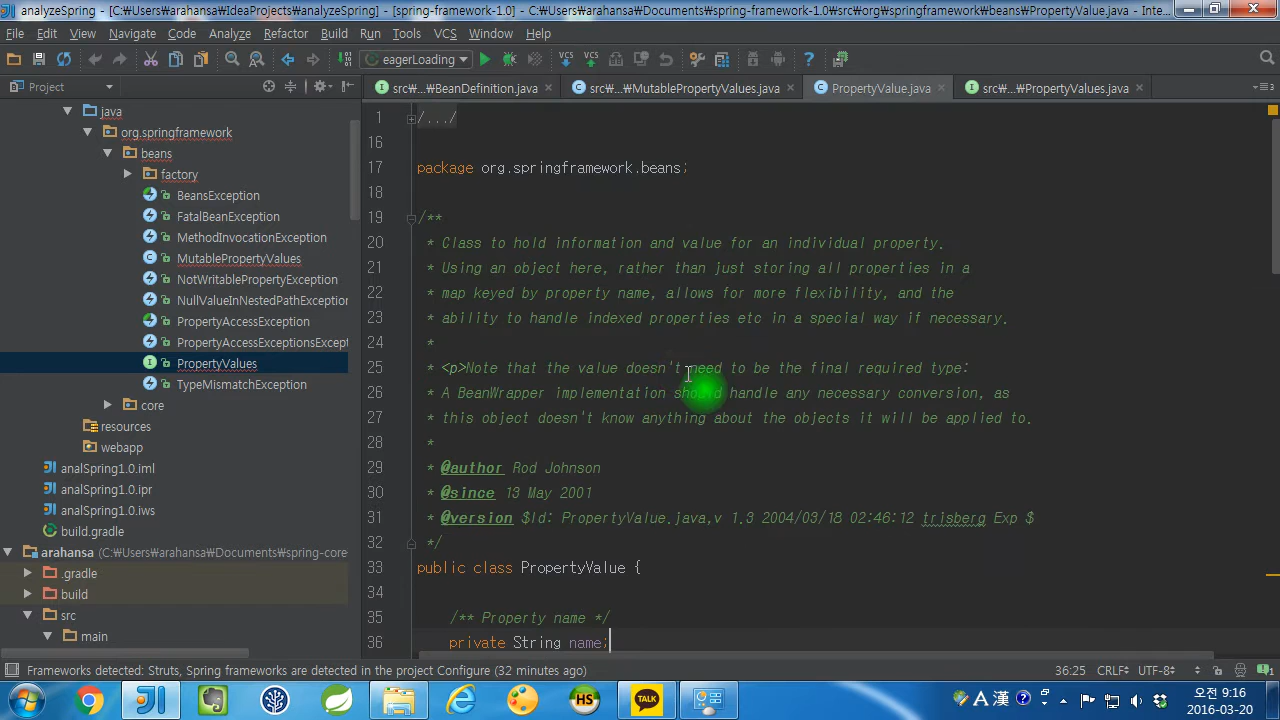 analyzeSpring - [C:₩Users₩arahansa₩IdeaProjects₩analyzeSpring] - [spring-framework-1.0] - C:₩Users₩arahansa₩Documents₩spring-framework-1.0₩src₩org₩springframework₩beans₩PropertyValue.java - Inte...
File Edit View Navigate Code Analyze Refactor Build Run Tools VCS Window Help
eagerLoading
Project
src₩...₩BeanDefinition.java
src₩...₩MutablePropertyValues.java
PropertyValue.java
src₩...₩PropertyValues.java
java
org.springframework
beans
factory
BeansException
FatalBeanException
MethodInvocationException
MutablePropertyValues
NotWritablePropertyException
NullValueInNestedPathException
PropertyAccessException
PropertyAccessExceptionsExcept
PropertyValues
TypeMismatchException
core
resources
webapp
analSpring1.0.iml
analSpring1.0.ipr
analSpring1.0.iws
build.gradle
arahansa (C:₩Users₩arahansa₩Documents₩spring-core
.gradle
build
src
main
1 /.../
16
17 package org.springframework.beans;
18
19 /**
20 * Class to hold information and value for an individual property.
21 * Using an object here, rather than just storing all properties in a
22 * map keyed by property name, allows for more flexibility, and the
23 * ability to handle indexed properties etc in a special way if necessary.
24 *
25 * <p>Note that the value doesn't need to be the final required type:
26 * A BeanWrapper implementation should handle any necessary conversion, as
27 * this object doesn't know anything about the objects it will be applied to.
28 *
29 * @author Rod Johnson
30 * @since 13 May 2001
31 * @version $Id: PropertyValue.java,v 1.3 2004/03/18 02:46:12 trisberg Exp $
32 */
33 public class PropertyValue {
34
35 /** Property name */
36 private String name;
Frameworks detected: Struts, Spring frameworks are detected in the project Configure (32 minutes ago)
36:25 CRLF UTF-8
HS
TALK
A 漢
오전 9:16
2016-03-20